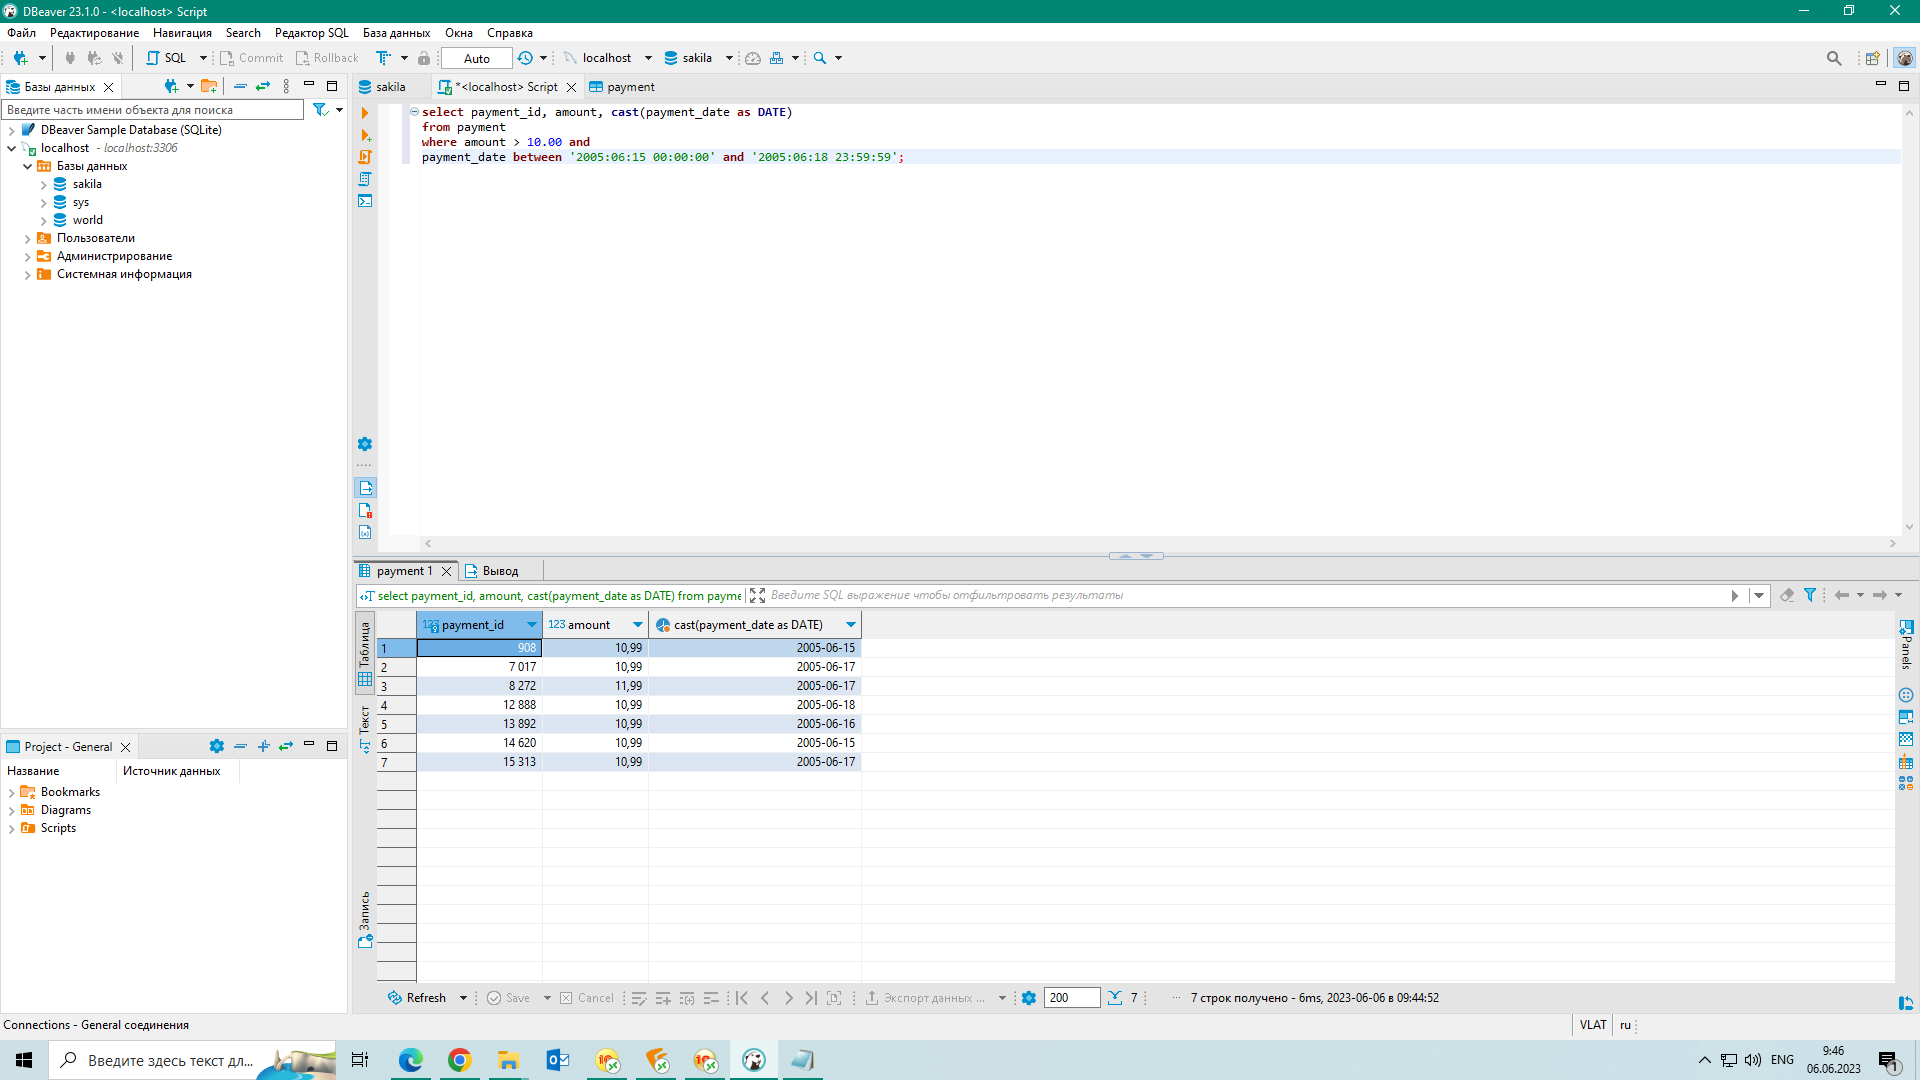 DBeaver 23.1.0 - <localhost> Script
Файл Редактирование Навигация Search Редактор SQL База данных Окна Справка
SQL Commit Rollback Auto localhost sakila
Базы данных
sakila *<localhost> Script payment
Введите часть имени объекта для поиска
DBeaver Sample Database (SQLite)
localhost - localhost:3306
Базы данных
sakila
sys
world
Пользователи
Администрирование
Системная информация
select payment_id, amount, cast(payment_date as DATE)
from payment
where amount > 10.00 and
payment_date between '2005:06:15 00:00:00' and '2005:06:18 23:59:59';
Project - General
Название Источник данных
Bookmarks
Diagrams
Scripts
payment 1 Вывод
select payment_id, amount, cast(payment_date as DATE) from payme Введите SQL выражение чтобы отфильтровать результаты
Таблица
Текст
Запись
Panels
123 payment_id 123 amount cast(payment_date as DATE)
1 908 10,99 2005-06-15
2 7 017 10,99 2005-06-17
3 8 272 11,99 2005-06-17
4 12 888 10,99 2005-06-18
5 13 892 10,99 2005-06-16
6 14 620 10,99 2005-06-15
7 15 313 10,99 2005-06-17
Refresh Save Cancel Экспорт данных ... 200 7 7 строк получено - 6ms, 2023-06-06 в 09:44:52
Connections - General соединения VLAT ru
Введите здесь текст дл... ENG 9:46
06.06.2023 1